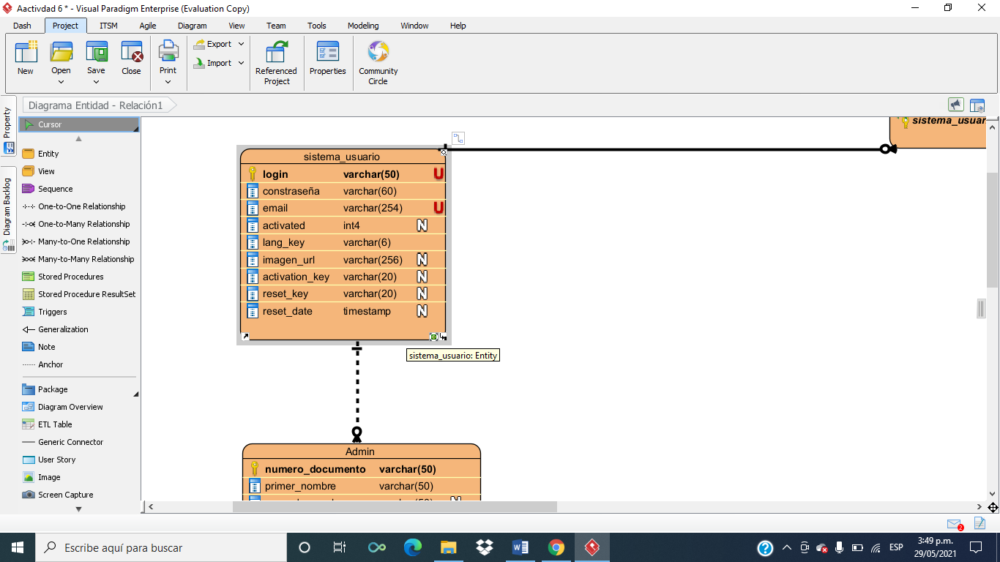 Aactivdad 6 * - Visual Paradigm Enterprise (Evaluation Copy)
Dash Project ITSM Agile Diagram View Team Tools Modeling Window Help
New Open Save Close Print Export Import Referenced Project Properties Community Circle
Diagrama Entidad - Relación1
Property
Diagram Backlog
Cursor
Entity
View
Sequence
One-to-One Relationship
One-to-Many Relationship
Many-to-One Relationship
Many-to-Many Relationship
Stored Procedures
Stored Procedure ResultSet
Triggers
Generalization
Note
Anchor
Package
Diagram Overview
ETL Table
Generic Connector
User Story
Image
Screen Capture
sistema_usuario
login varchar(50) U
constraseña varchar(60)
email varchar(254) U
activated int4 N
lang_key varchar(6)
imagen_url varchar(256) N
activation_key varchar(20) N
reset_key varchar(20) N
reset_date timestamp N
sistema_usuario: Entity
Admin
numero_documento varchar(50)
primer_nombre varchar(50)
2
Escribe aquí para buscar
W
ESP
3:49 p.m.
29/05/2021